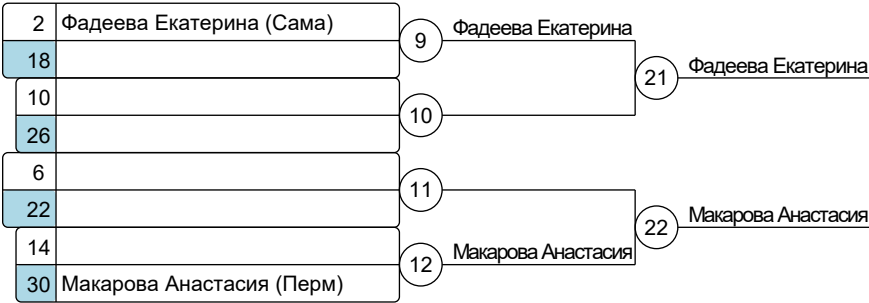 2 Фадеева Екатерина (Сама)
18
9 Фадеева Екатерина
21 Фадеева Екатерина
10
26
10
6
22
11
22 Макарова Анастасия
14
30 Макарова Анастасия (Перм)
12 Макарова Анастасия